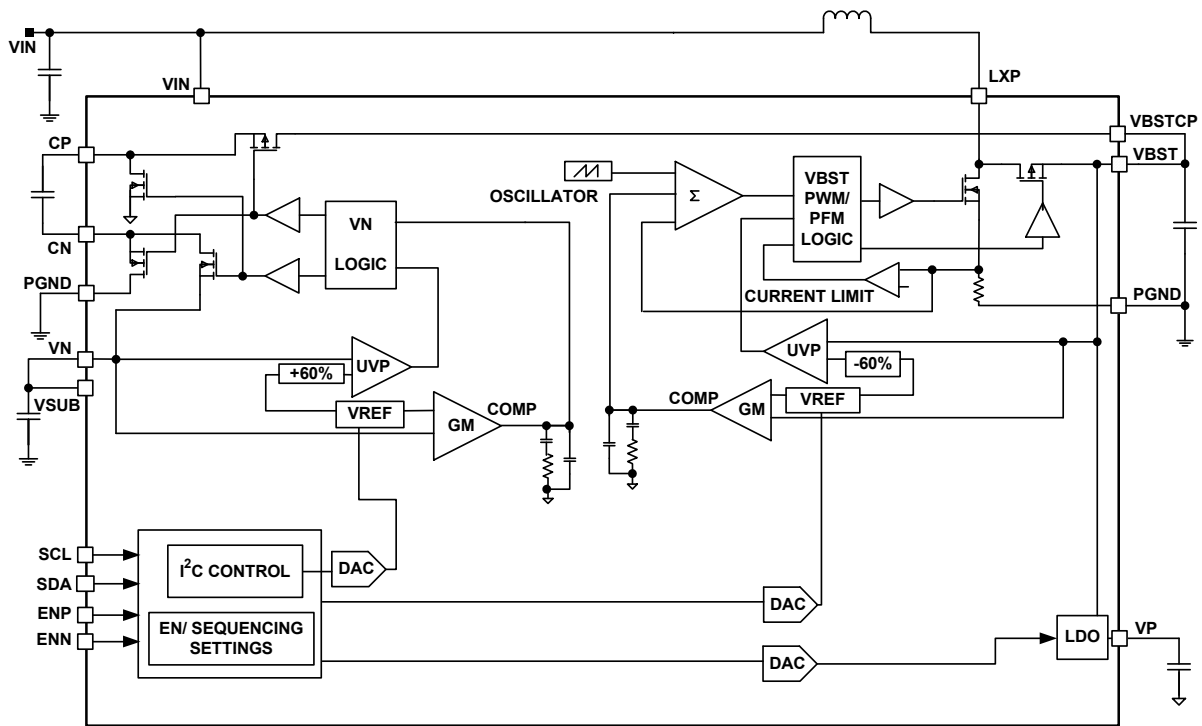 VIN
VIN
LXP
CP
VBSTCP
VBST
OSCILLATOR
Σ
VBST
PWM/
PFM
LOGIC
VN
LOGIC
CN
PGND
CURRENT LIMIT
PGND
VN
VSUB
+60%
UVP
UVP
-60%
VREF
GM
COMP
COMP
GM
VREF
SCL
SDA
ENP
ENN
I²C CONTROL
EN/ SEQUENCING
SETTINGS
DAC
DAC
DAC
LDO
VP